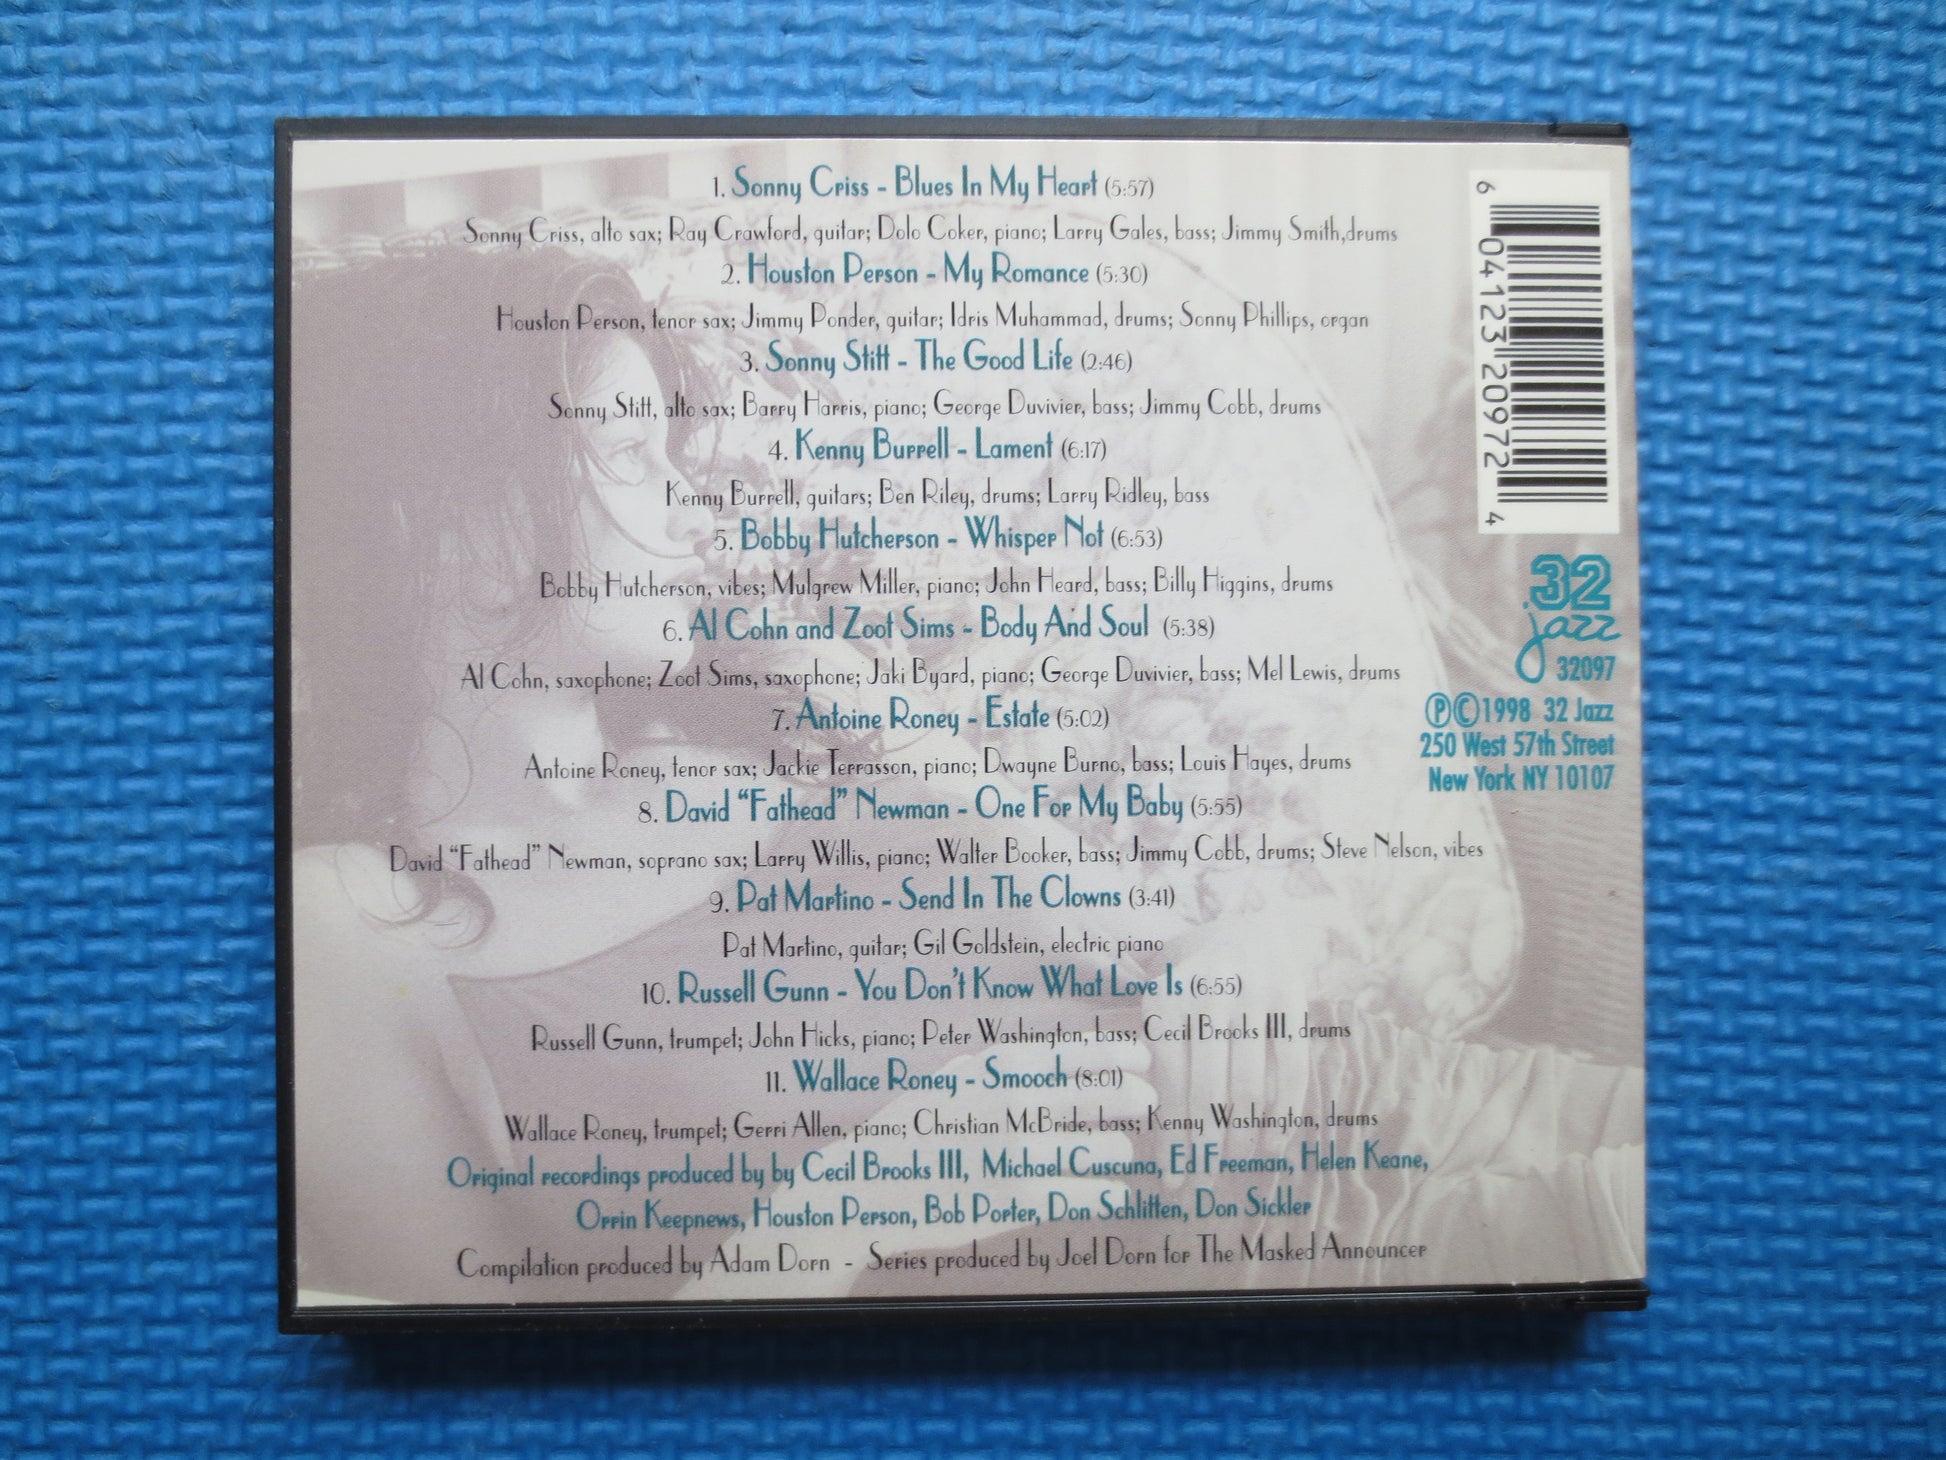 1. Sonny Criss - Blues In My Heart (5:57)
Sonny Criss, alto sax; Ray Crawford, guitar; Dolo Coker, piano; Larry Gales, bass; Jimmy Smith,drums
2. Houston Person - My Romance (5:30)
Houston Person, tenor sax; Jimmy Ponder, guitar; Idris Muhammad, drums; Sonny Phillips, organ
3. Sonny Stitt - The Good Life (2:46)
Sonny Stitt, alto sax; Barry Harris, piano; George Duvivier, bass; Jimmy Cobb, drums
4. Kenny Burrell - Lament (6:17)
Kenny Burrell, guitars; Ben Riley, drums; Larry Ridley, bass
5. Bobby Hutcherson - Whisper Not (6:53)
Bobby Hutcherson, vibes; Mulgrew Miller, piano; John Heard, bass; Billy Higgins, drums
6. Al Cohn and Zoot Sims - Body And Soul (5:38)
Al Cohn, saxophone; Zoot Sims, saxophone; Jaki Byard, piano; George Duvivier, bass; Mel Lewis, drums
7. Antoine Roney - Estate (5:02)
Antoine Roney, tenor sax; Jackie Terrasson, piano; Dwayne Burno, bass; Louis Hayes, drums
8. David "Fathead" Newman - One For My Baby (5:55)
David "Fathead" Newman, soprano sax; Larry Willis, piano; Walter Booker, bass; Jimmy Cobb, drums; Steve Nelson, vibes
9. Pat Martino - Send In The Clowns (3:41)
Pat Martino, guitar; Gil Goldstein, electric piano
10. Russell Gunn - You Don't Know What Love Is (6:55)
Russell Gunn, trumpet; John Hicks, piano; Peter Washington, bass; Cecil Brooks III, drums
11. Wallace Roney - Smooch (8:01)
Wallace Roney, trumpet; Gerri Allen, piano; Christian McBride, bass; Kenny Washington, drums
Original recordings produced by by Cecil Brooks III, Michael Cuscuna, Ed Freeman, Helen Keane,
Orrin Keepnews, Houston Person, Bob Porter, Don Schlitten, Don Sickler
Compilation produced by Adam Dorn - Series produced by Joel Dorn for The Masked Announcer
6 04123 20972 4
32
jazz
32097
℗©1998 32 Jazz
250 West 57th Street
New York NY 10107